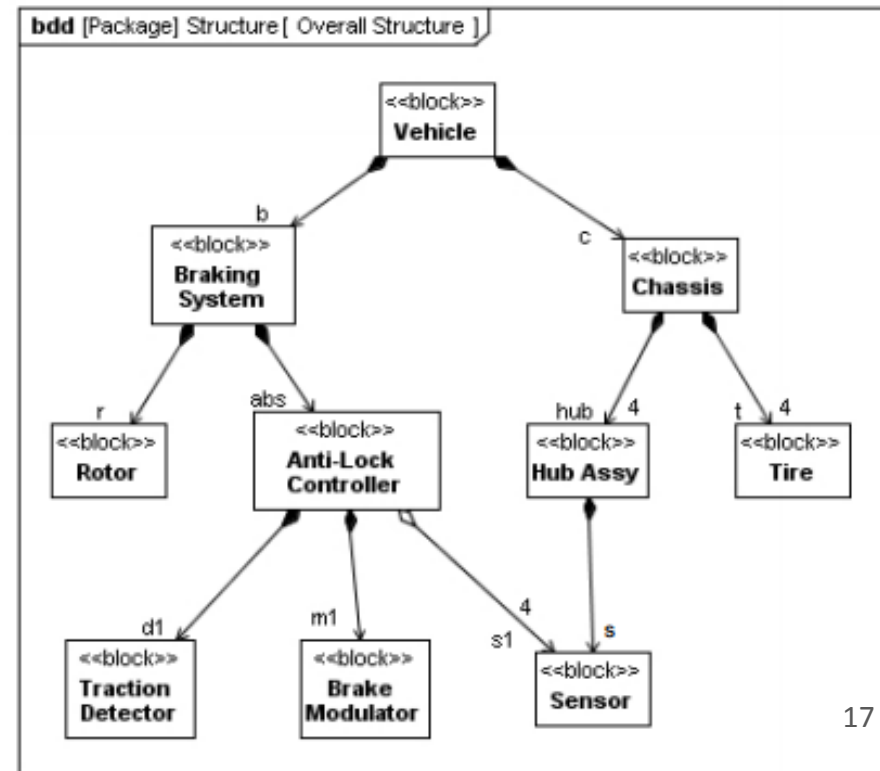 bdd [Package] Structure [ Overall Structure ]
<<block>>
Vehicle
b
c
<<block>>
Braking
System
<<block>>
Chassis
r
abs
hub
4
t
4
<<block>>
Rotor
<<block>>
Anti-Lock
Controller
<<block>>
Hub Assy
<<block>>
Tire
d1
m1
s1
4
s
<<block>>
Traction
Detector
<<block>>
Brake
Modulator
<<block>>
Sensor
17